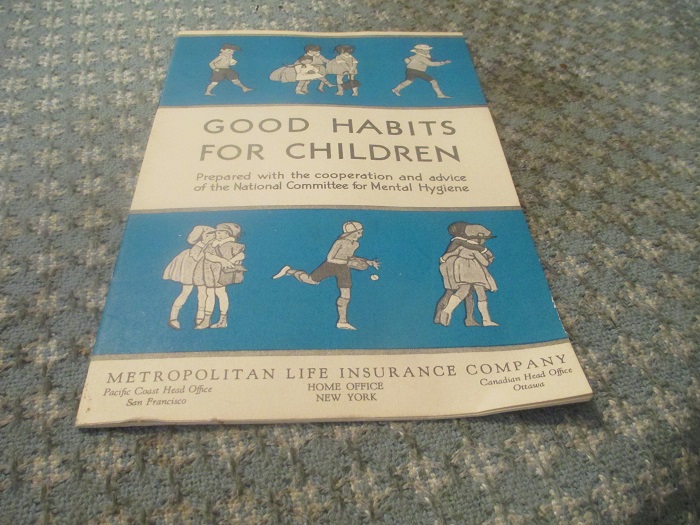 GOOD HABITS
FOR CHILDREN
Prepared with the cooperation and advice
of the National Committee for Mental Hygiene
METROPOLITAN LIFE INSURANCE COMPANY
Pacific Coast Head Office
San Francisco
HOME OFFICE
NEW YORK
Canadian Head Office
Ottawa